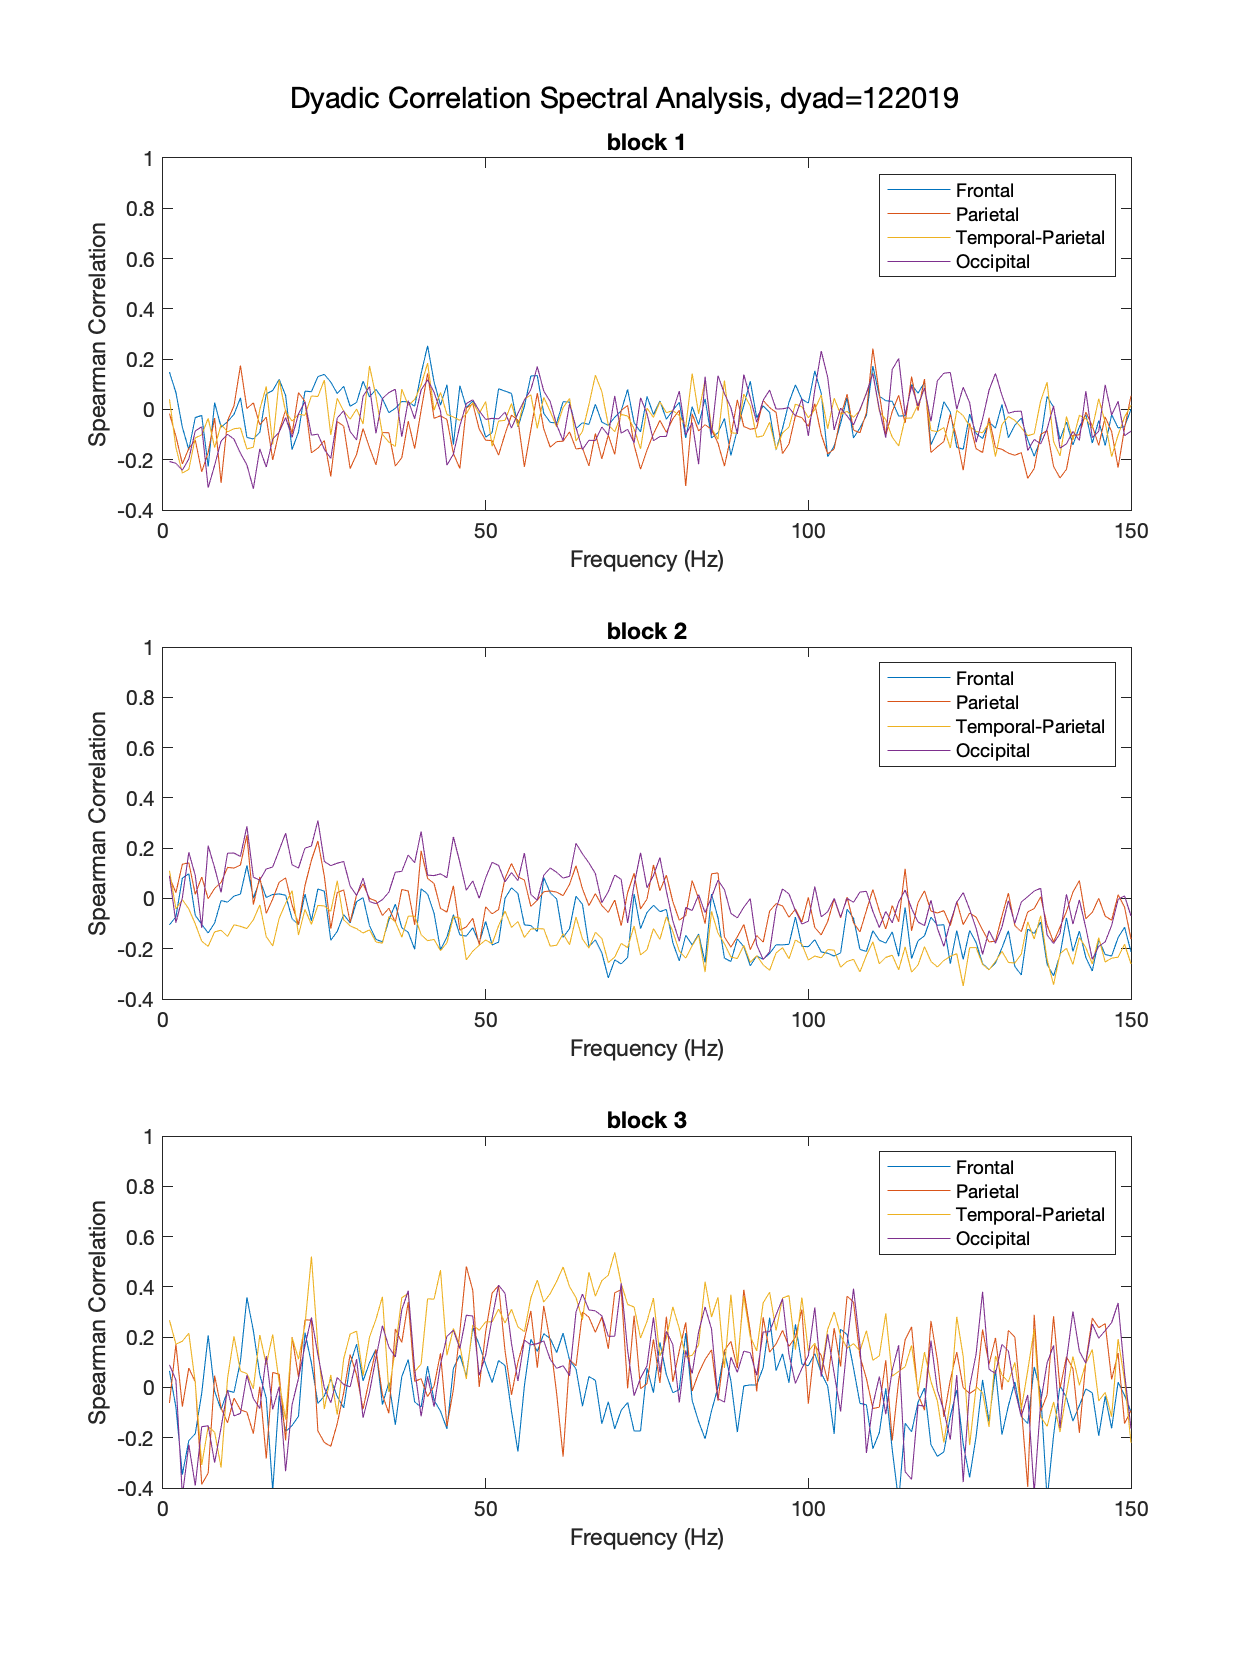 Dyadic Correlation Spectral Analysis, dyad=122019
block 1
1
0.8
0.6
0.4
0.2
0
-0.2
-0.4
Spearman Correlation
Frontal
Parietal
Temporal-Parietal
Occipital
0 50 100 150
Frequency (Hz)
block 2
1
0.8
0.6
0.4
0.2
0
-0.2
-0.4
Spearman Correlation
Frontal
Parietal
Temporal-Parietal
Occipital
0 50 100 150
Frequency (Hz)
block 3
1
0.8
0.6
0.4
0.2
0
-0.2
-0.4
Spearman Correlation
Frontal
Parietal
Temporal-Parietal
Occipital
0 50 100 150
Frequency (Hz)